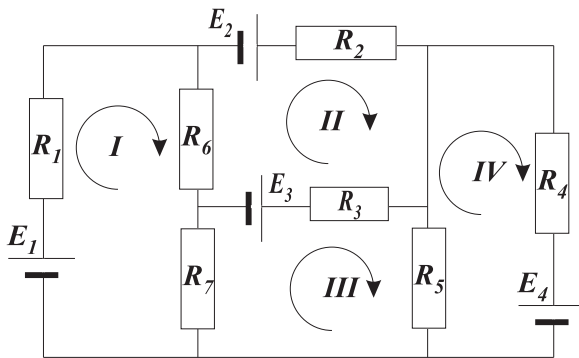 E₂
R₂
R₁
I
R₆
II
IV
R₄
E₃
R₃
E₁
R₇
III
R₅
E₄